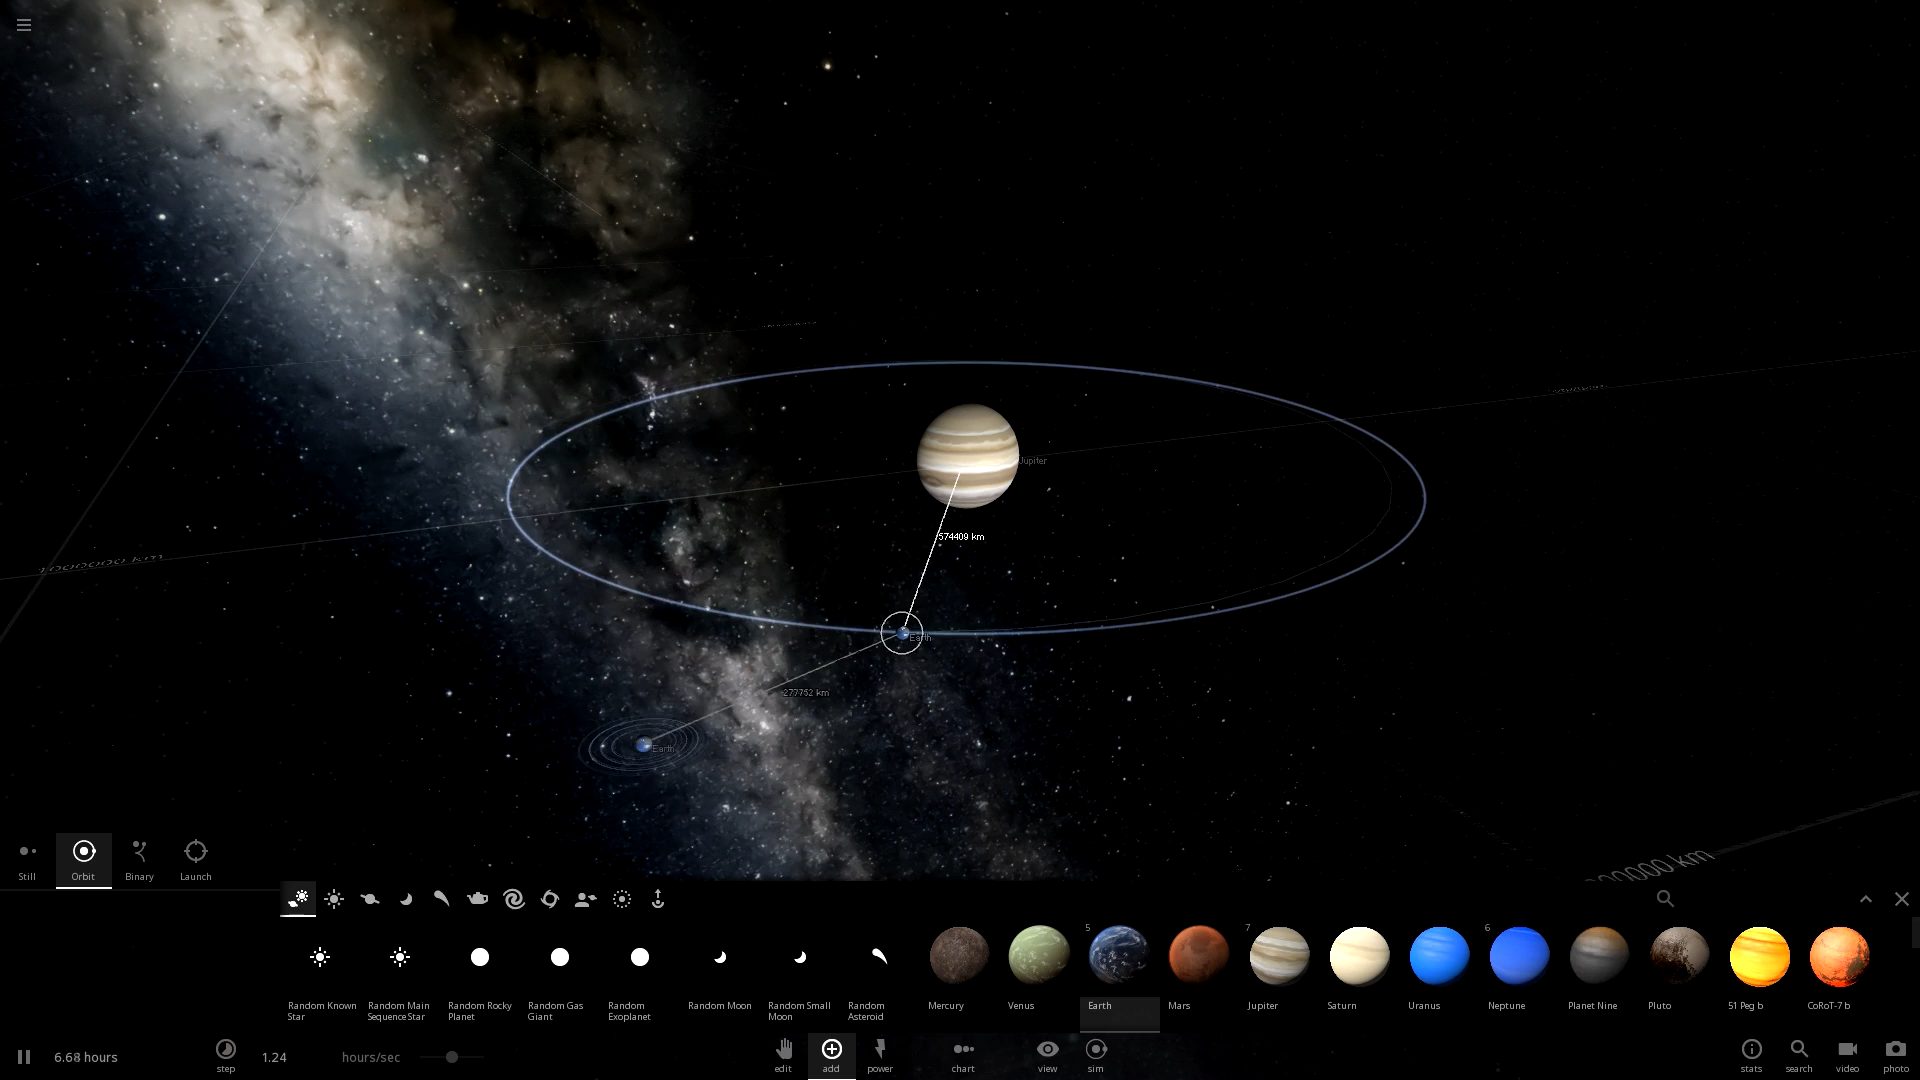 Jupiter
574409 km
Earth
277752 km
Earth
1000000 km
Still
Orbit
Binary
Launch
5
7
6
Random Known
Star
Random Main
Sequence Star
Random Rocky
Planet
Random Gas
Giant
Random
Exoplanet
Random Moon
Random Small
Moon
Random
Asteroid
Mercury
Venus
Earth
Mars
Jupiter
Saturn
Uranus
Neptune
Planet Nine
Pluto
51 Peg b
CoRoT-7 b
6.68 hours
step
1.24
hours/sec
edit
add
power
chart
view
sim
stats
search
video
photo